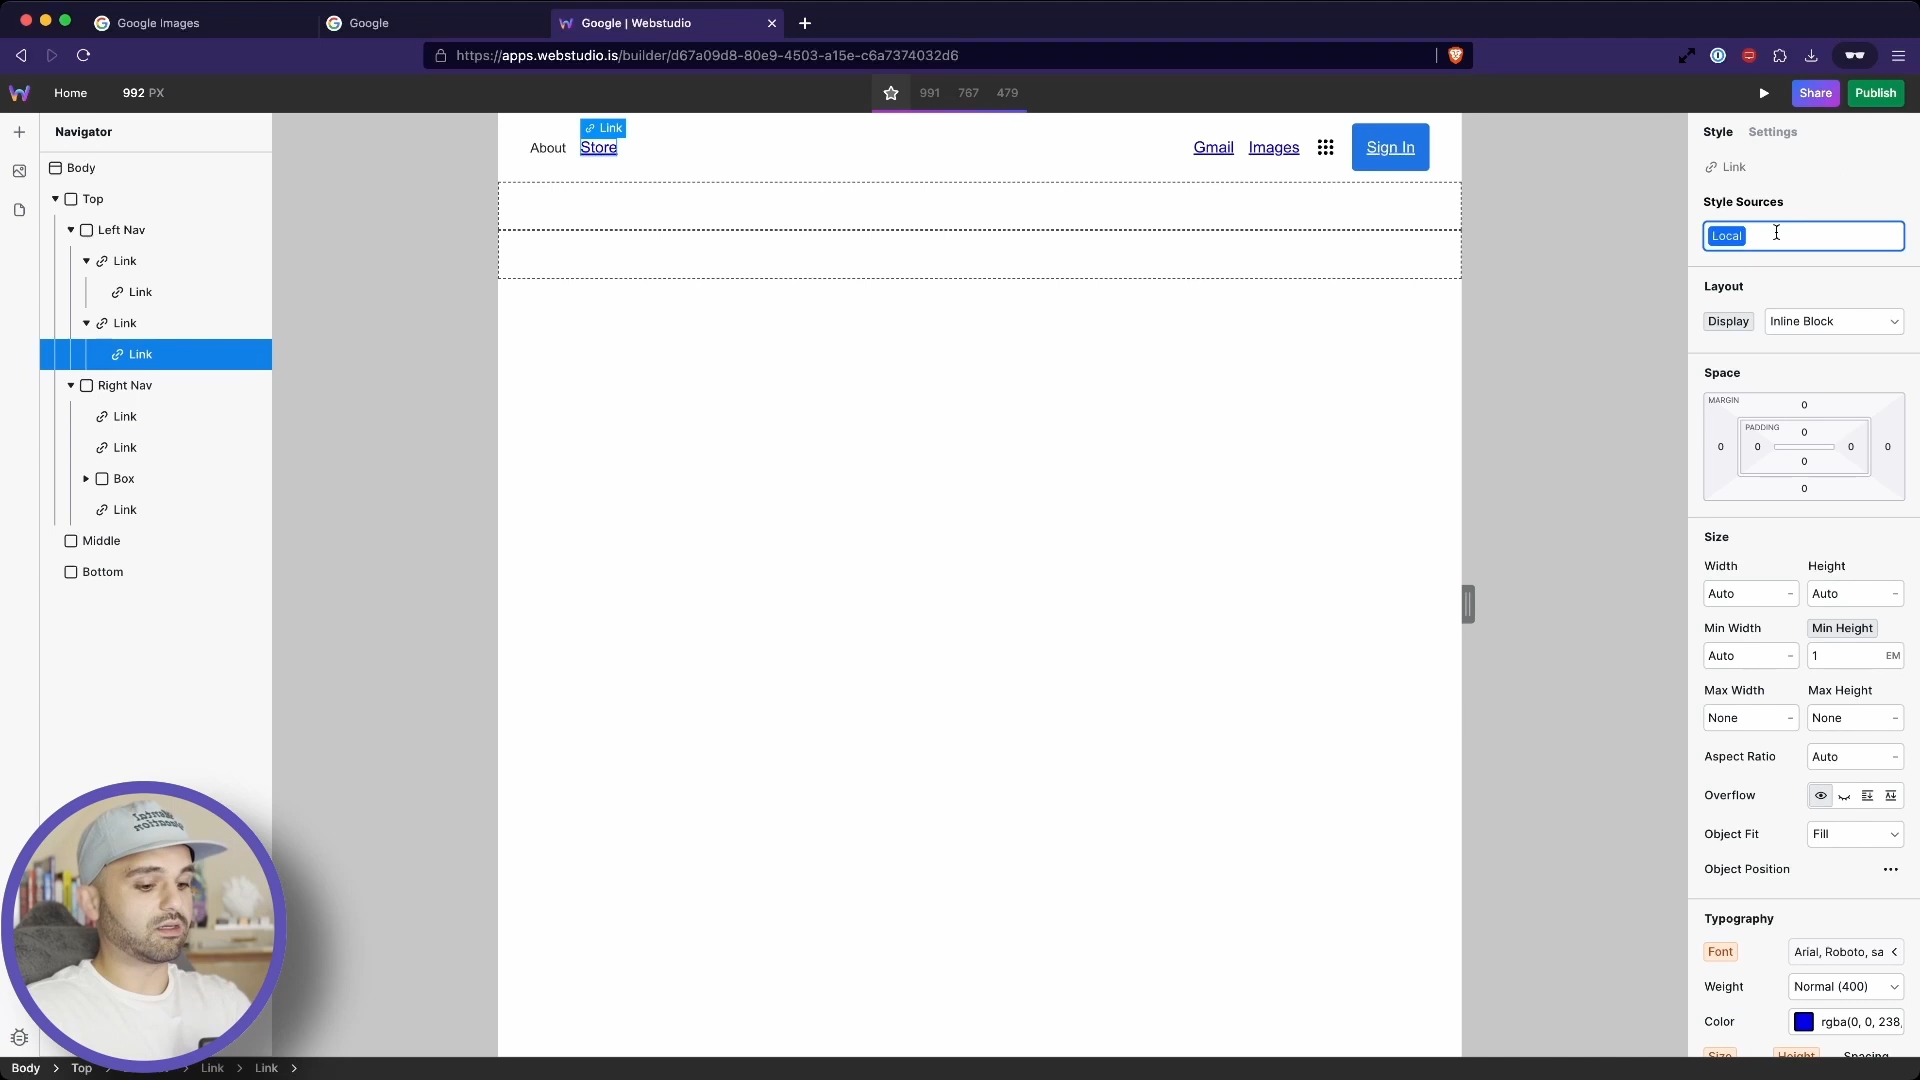 Google Images
Google
Google | Webstudio
https://apps.webstudio.is/builder/d67a09d8-80e9-4503-a15e-c6a7374032d6
Home
992 PX
991
767
479
Share
Publish
Navigator
Body
Top
Left Nav
Link
Link
Link
Link
Right Nav
Link
Link
Box
Link
Middle
Bottom
Link
About
Store
Gmail
Images
Sign In
Style
Settings
Link
Style Sources
Local
Layout
Display
Inline Block
Space
MARGIN
0
PADDING
0
0
0
0
0
0
0
Size
Width
Height
Auto
–
Auto
–
Min Width
Min Height
Auto
–
1
EM
Max Width
Max Height
None
–
None
–
Aspect Ratio
Auto
–
Overflow
Object Fit
Fill
Object Position
Typography
Font
Arial, Roboto, sa
Weight
Normal (400)
Color
rgba(0, 0, 238,
Size
Height
Spacing
Body
Top
Link
Link